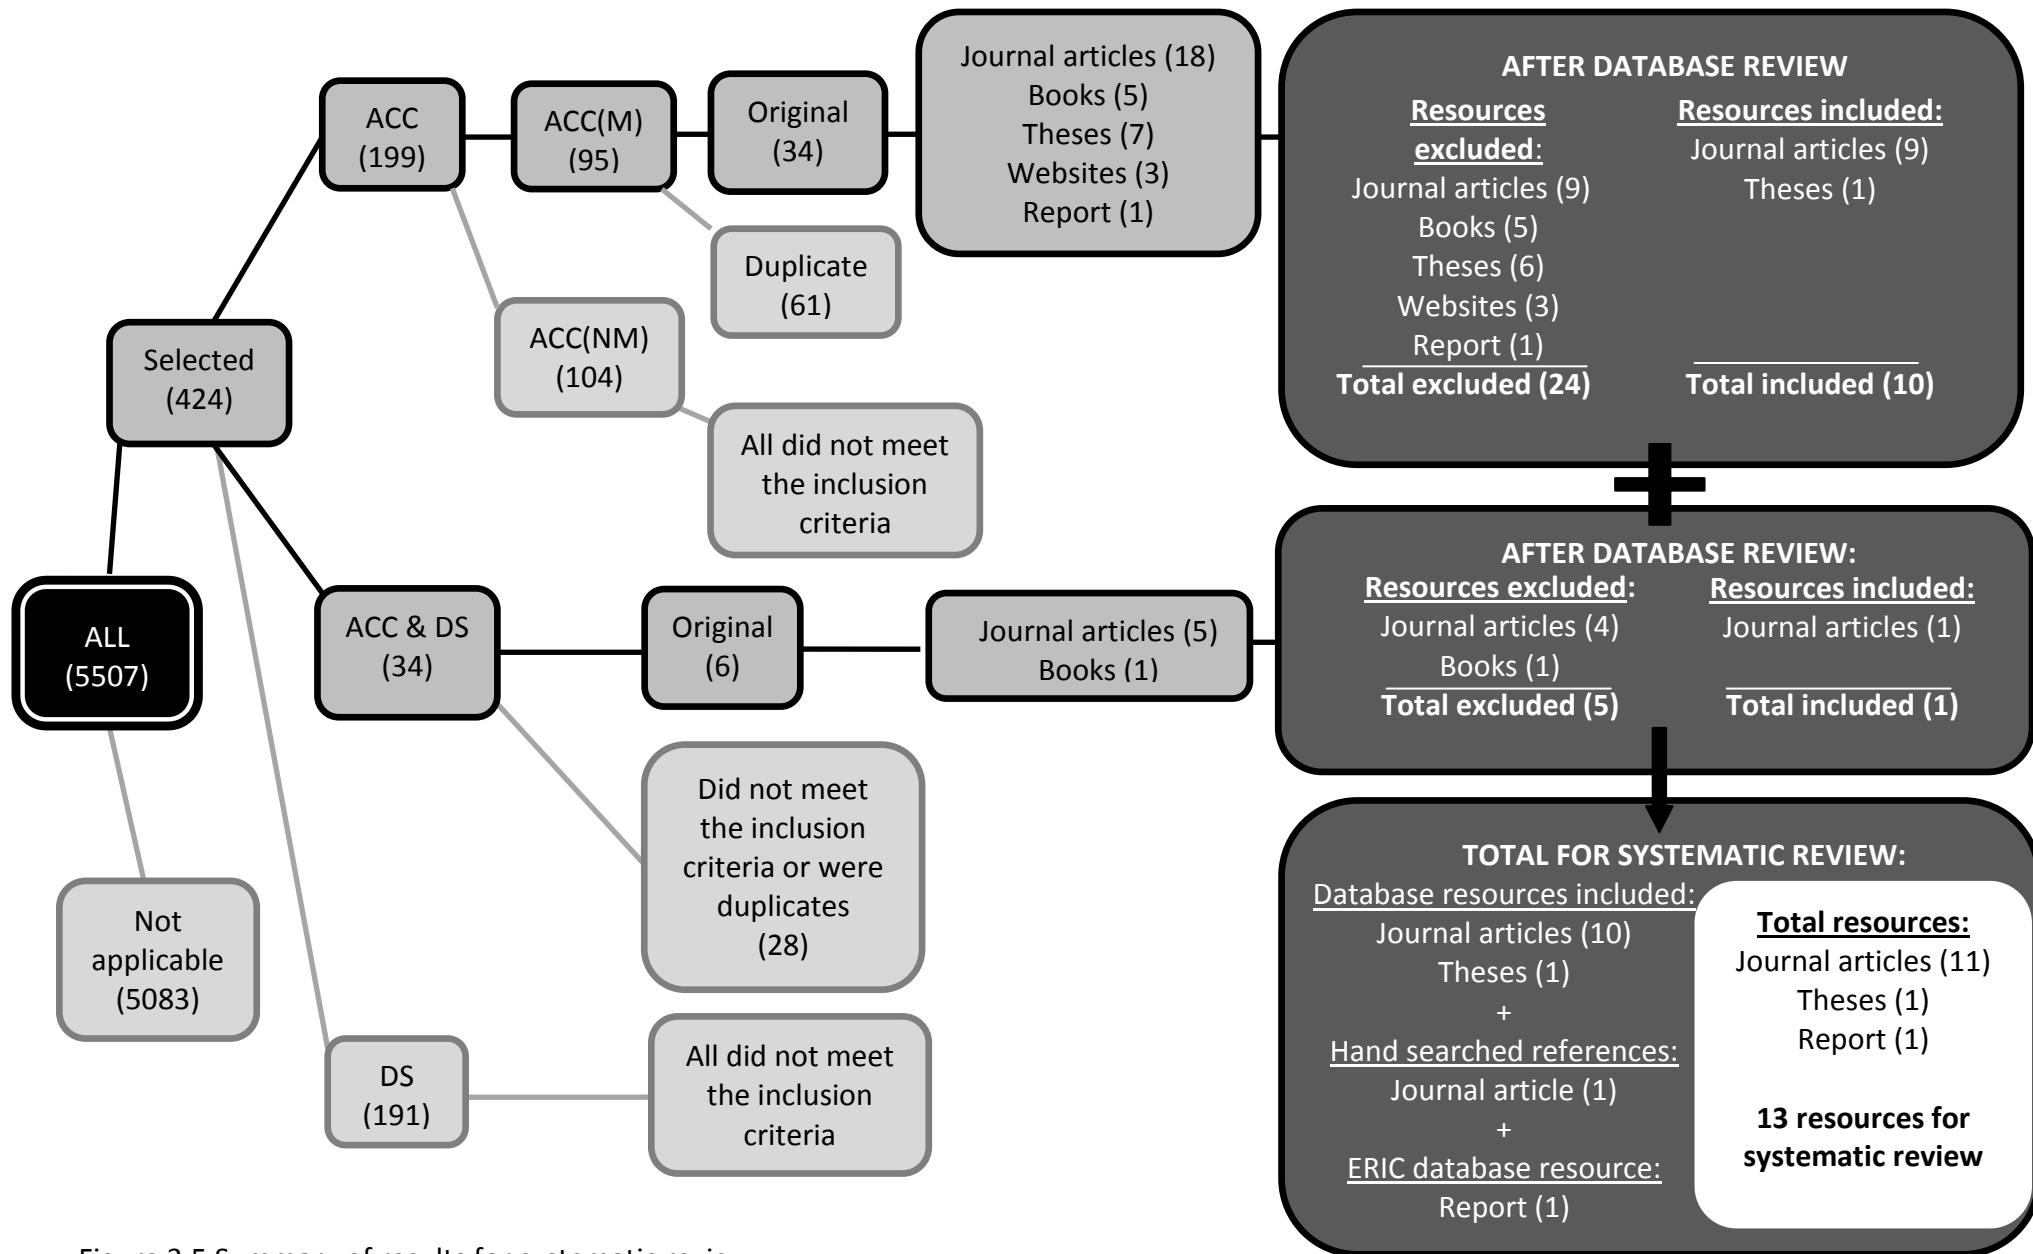 ALL
(5507)
Not
applicable
(5083)
Selected
(424)
ACC
(199)
ACC(M)
(95)
Original
(34)
Journal articles (18)
Books (5)
Theses (7)
Websites (3)
Report (1)
Duplicate
(61)
ACC(NM)
(104)
All did not meet
the inclusion
criteria
AFTER DATABASE REVIEW
Resources
excluded:
Journal articles (9)
Books (5)
Theses (6)
Websites (3)
Report (1)
Total excluded (24)
Resources included:
Journal articles (9)
Theses (1)
Total included (10)
ACC & DS
(34)
Original
(6)
Journal articles (5)
Books (1)
Did not meet
the inclusion
criteria or were
duplicates
(28)
AFTER DATABASE REVIEW:
Resources excluded:
Journal articles (4)
Books (1)
Total excluded (5)
Resources included:
Journal articles (1)
Total included (1)
DS
(191)
All did not meet
the inclusion
criteria
TOTAL FOR SYSTEMATIC REVIEW:
Database resources included:
Journal articles (10)
Theses (1)
+
Hand searched references:
Journal article (1)
+
ERIC database resource:
Report (1)
Total resources:
Journal articles (11)
Theses (1)
Report (1)
13 resources for
systematic review
Summary of results for systematic